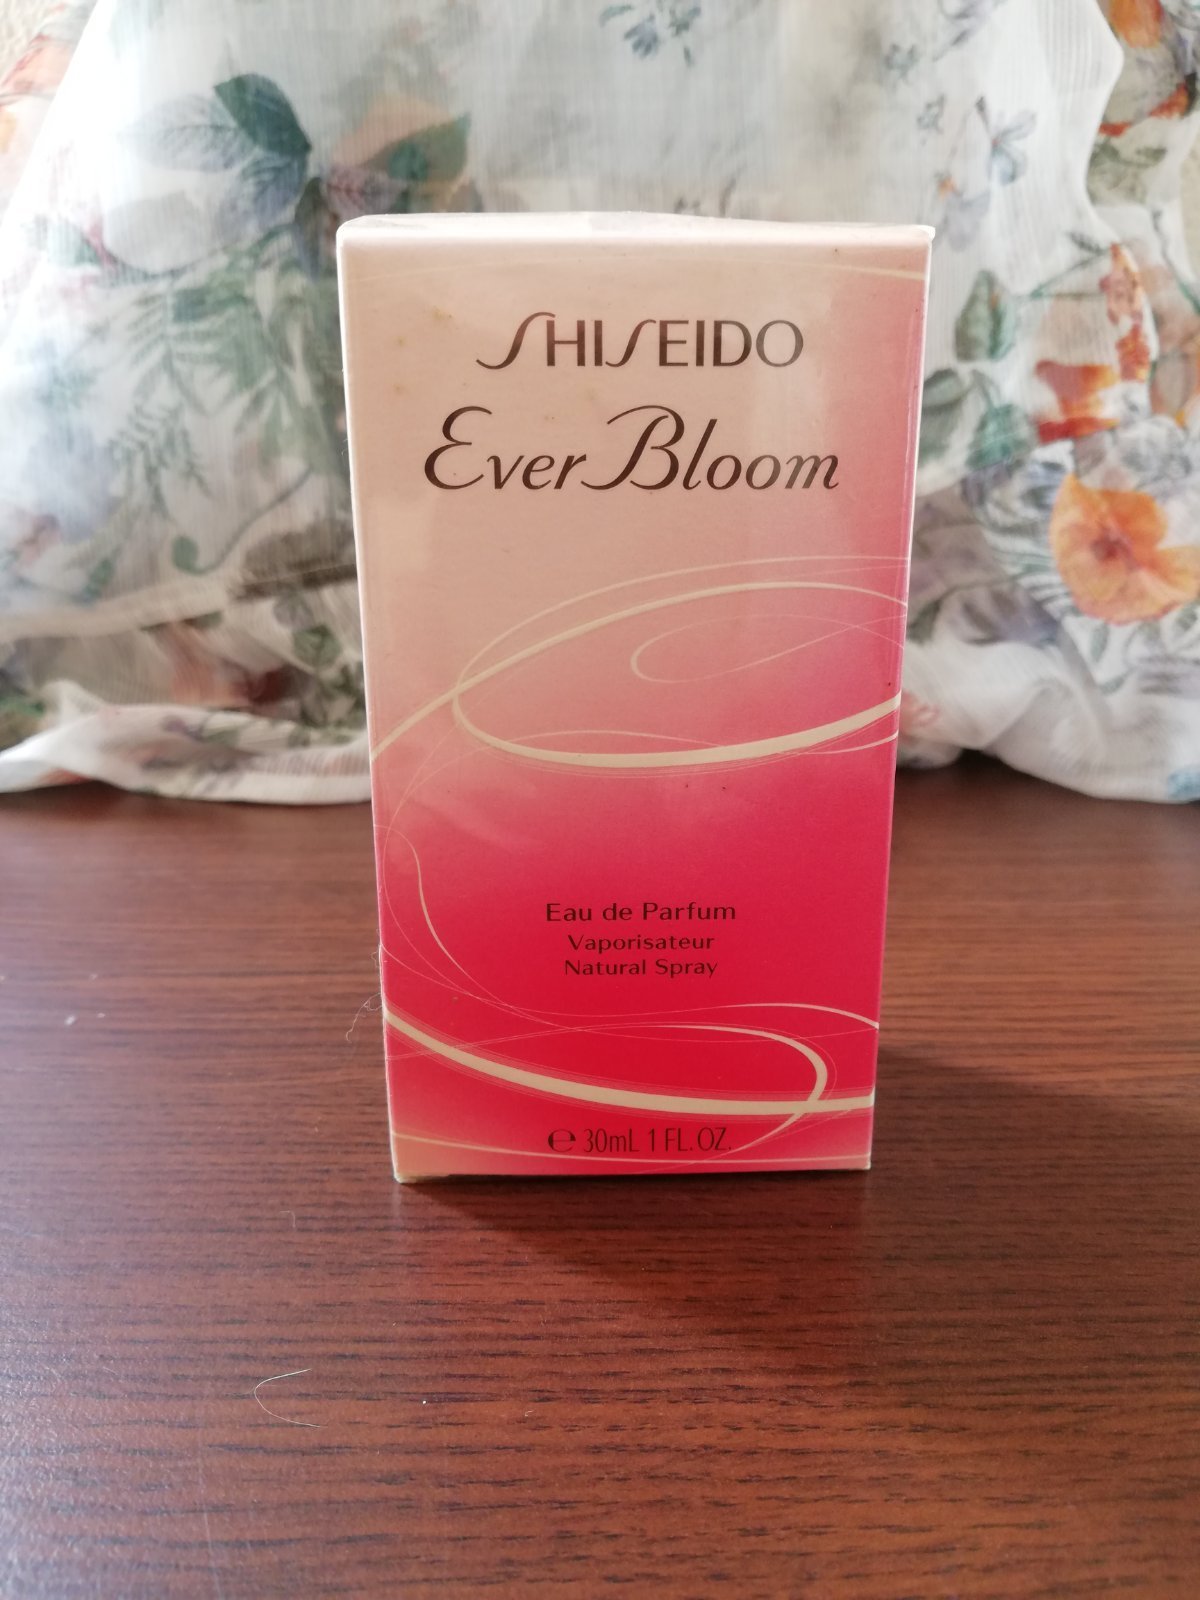 SHISEIDO
Ever Bloom
Eau de Parfum
Vaporisateur
Natural Spray
℮ 30mL 1 FL.OZ.